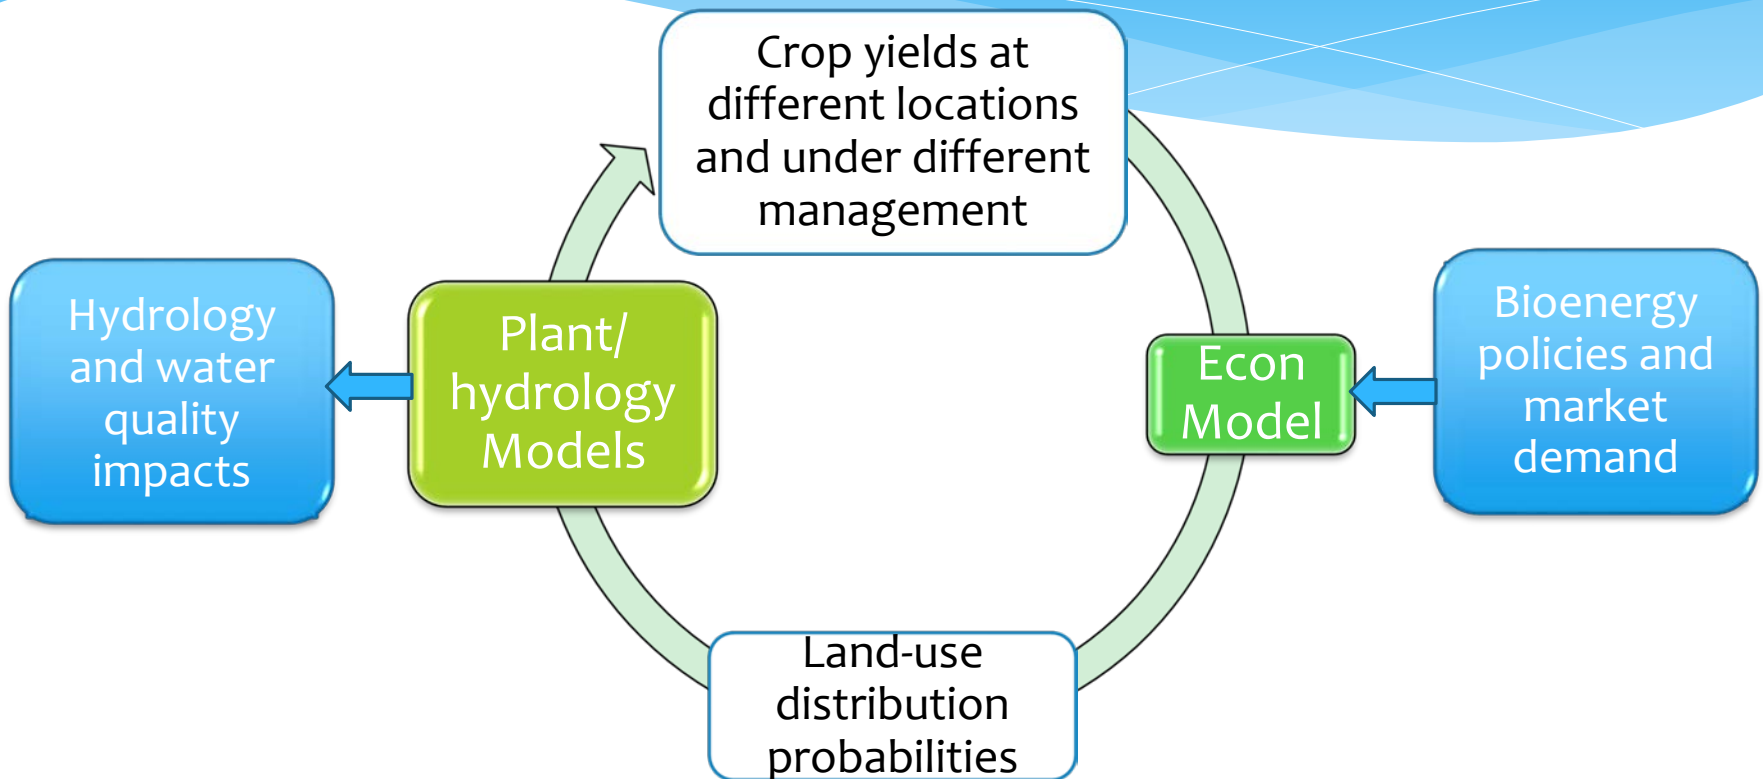 Crop yields at
different locations
and under different
management
Hydrology
and water
quality
impacts
Plant/
hydrology
Models
Econ
Model
Bioenergy
policies and
market
demand
Land-use
distribution
probabilities